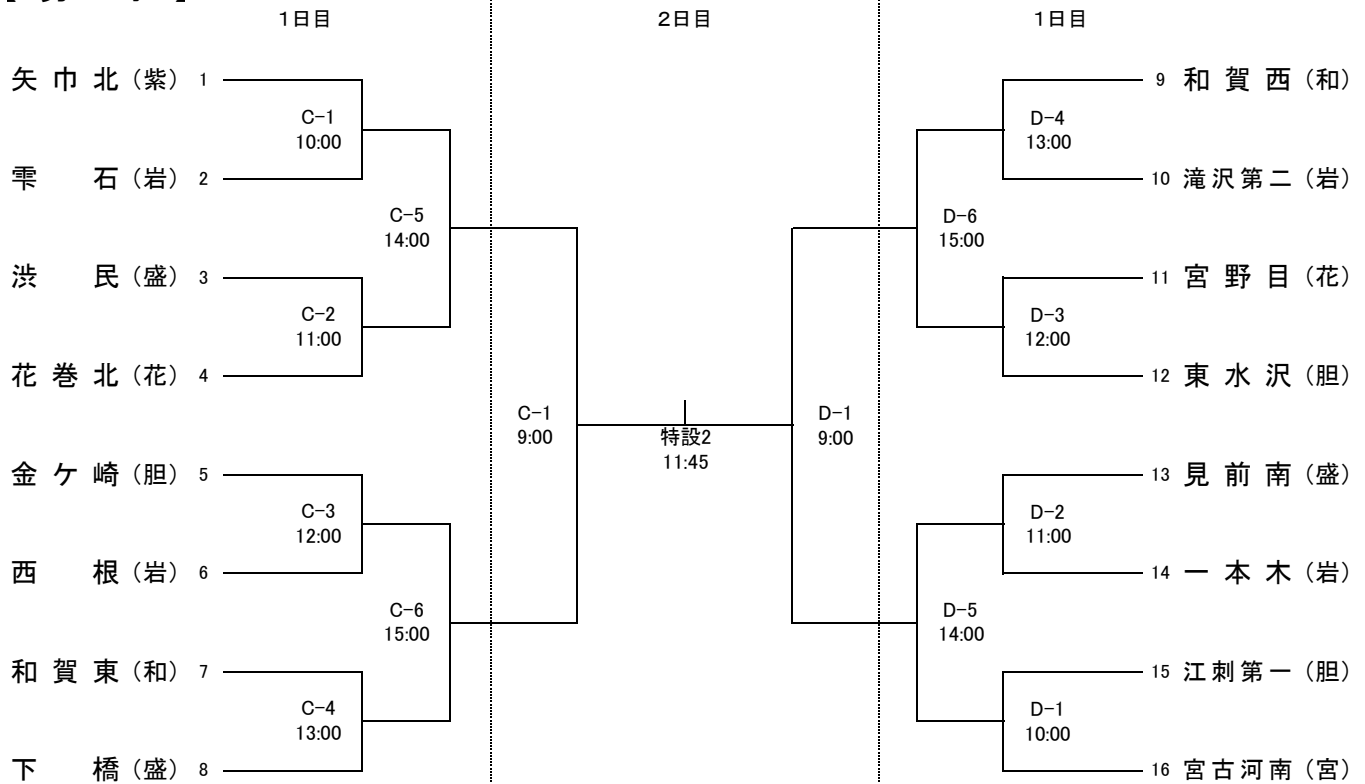 1日目 2日目 1日目
矢巾北（紫） 1
C-1
10:00
雫石（岩） 2
C-5
14:00
渋民（盛） 3
C-2
11:00
花巻北（花） 4
C-1
9:00
金ケ崎（胆） 5
C-3
12:00
西根（岩） 6
C-6
15:00
和賀東（和） 7
C-4
13:00
下橋（盛） 8
特設2
11:45
9 和賀西（和）
D-4
13:00
10 滝沢第二（岩）
D-6
15:00
11 宮野目（花）
D-3
12:00
12 東水沢（胆）
D-1
9:00
13 見前南（盛）
D-2
11:00
14 一本木（岩）
D-5
14:00
15 江刺第一（胆）
D-1
10:00
16 宮古河南（宮）